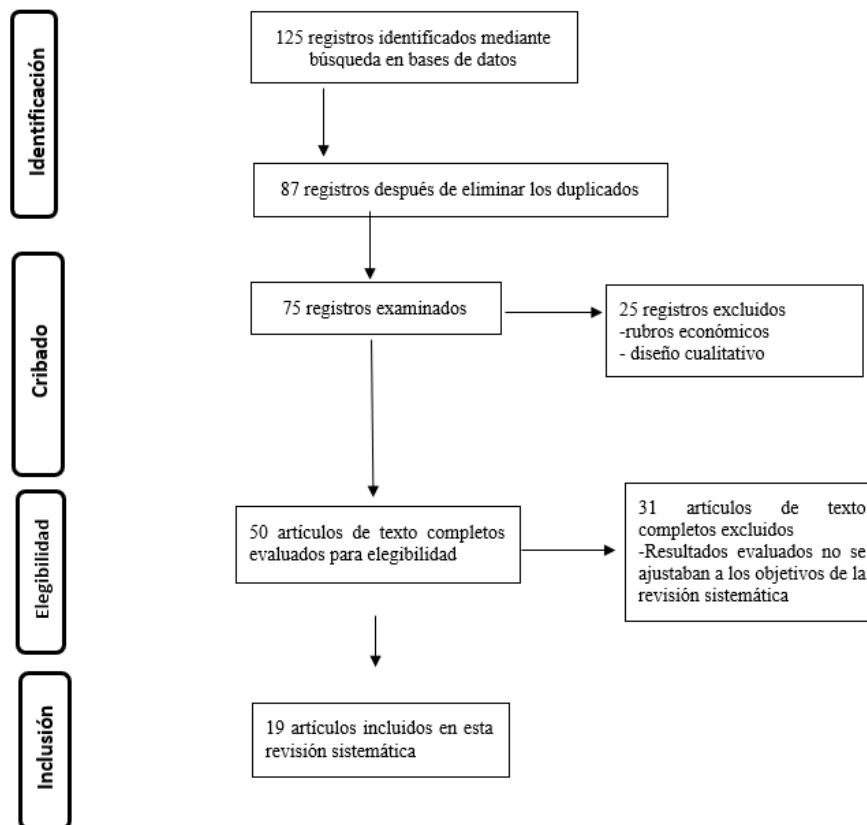 Identificación
125 registros identificados mediante
búsqueda en bases de datos
87 registros después de eliminar los duplicados
Cribado
75 registros examinados
25 registros excluidos
-rubros económicos
- diseño cualitativo
Elegibilidad
50 artículos de texto completos
evaluados para elegibilidad
31 artículos de texto
completos excluidos
-Resultados evaluados no se
ajustaban a los objetivos de la
revisión sistemática
Inclusión
19 artículos incluidos en esta
revisión sistemática